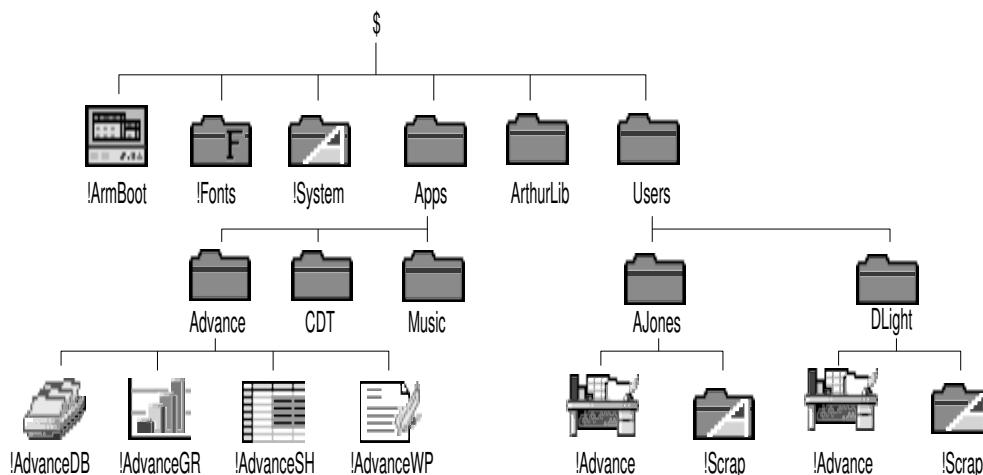 $
!ArmBoot !Fonts !System Apps ArthurLib Users
Advance CDT Music AJones DLight
!AdvanceDB !AdvanceGR !AdvanceSH !AdvanceWP !Advance !Scrap !Advance !Scrap